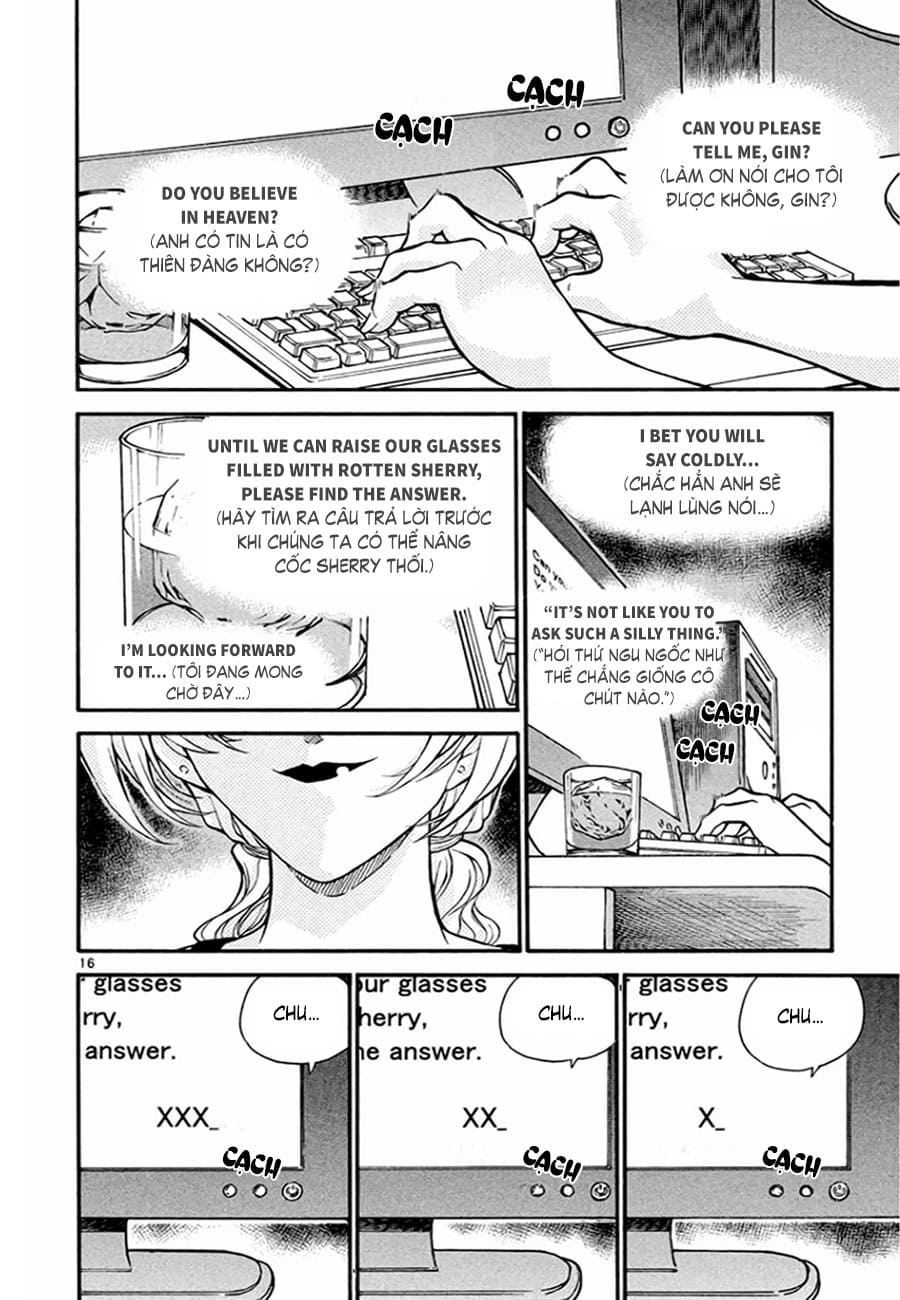 CẠCH
CẠCH
CAN YOU PLEASE
TELL ME, GIN?
(LÀM ƠN NÓI CHO TÔI
ĐƯỢC KHÔNG, GIN?)
DO YOU BELIEVE
IN HEAVEN?
(ANH CÓ TIN LÀ CÓ
THIÊN ĐÀNG KHÔNG?)
I BET YOU WILL
SAY COLDLY...
(CHẮC HẲN ANH SẼ
LẠNH LÙNG NÓI...)
“IT’S NOT LIKE YOU TO
ASK SUCH A SILLY THING.”
(“HỎI THỨ NGU NGỐC NHƯ
THẾ CHẲNG GIỐNG CÔ
CHÚT NÀO.”)
CẠCH
CẠCH
UNTIL WE CAN RAISE OUR GLASSES
FILLED WITH ROTTEN SHERRY,
PLEASE FIND THE ANSWER.
(HÃY TÌM RA CÂU TRẢ LỜI TRƯỚC
KHI CHÚNG TA CÓ THỂ NÂNG
CỐC SHERRY THỐI.)
I’M LOOKING FORWARD
TO IT... (TÔI ĐANG MONG
CHỜ ĐÂY...)
16
r glasses
rry,
answer.
X_
CHU...
CẠCH
our glasses
herry,
he answer.
XX_
CHU...
CẠCH
r glasses
rry,
answer.
XXX_
CHU...
CẠCH